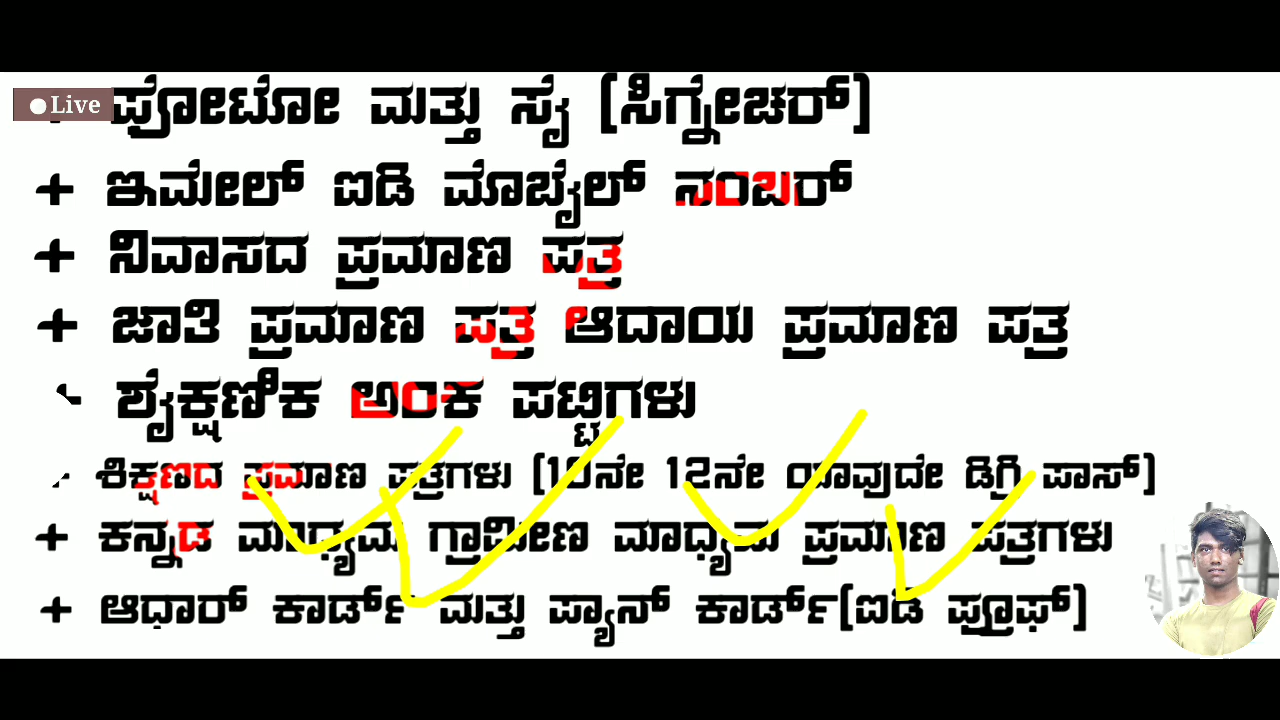 Live
ಫೋಟೋ ಮತ್ತು ಸೈ [ಸಿಗ್ನೇಚರ್]
+ ಇಮೇಲ್ ಐಡಿ ಮೊಬೈಲ್ ನಂಬರ್
+ ನಿವಾಸದ ಪ್ರಮಾಣ ಪತ್ರ
+ ಜಾತಿ ಪ್ರಮಾಣ ಪತ್ರ ಆದಾಯ ಪ್ರಮಾಣ ಪತ್ರ
+ ಶೈಕ್ಷಣಿಕ ಅಂಕ ಪಟ್ಟಿಗಳು
+ ಶಿಕ್ಷಣದ ಪ್ರಮಾಣ ಪತ್ರಗಳು [10ನೇ 12ನೇ ಯಾವುದೇ ಡಿಗ್ರಿ ಪಾಸ್]
+ ಕನ್ನಡ ಮಾಧ್ಯಮ ಗ್ರಾಮೀಣ ಮಾಧ್ಯಮ ಪ್ರಮಾಣ ಪತ್ರಗಳು
+ ಆಧಾರ್ ಕಾರ್ಡ್ ಮತ್ತು ಪ್ಯಾನ್ ಕಾರ್ಡ್[ಐಡಿ ಪ್ರೂಫ್]